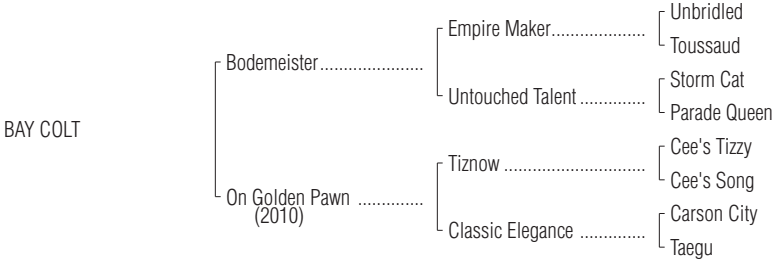 Unbridled
Empire Maker.....................
Toussaud
Bodemeister.......................
Storm Cat
Untouched Talent ..............
Parade Queen
BAY COLT
Cee's Tizzy
Tiznow ...............................
Cee's Song
On Golden Pawn ..............
(2010)
Carson City
Classic Elegance ..............
Taegu